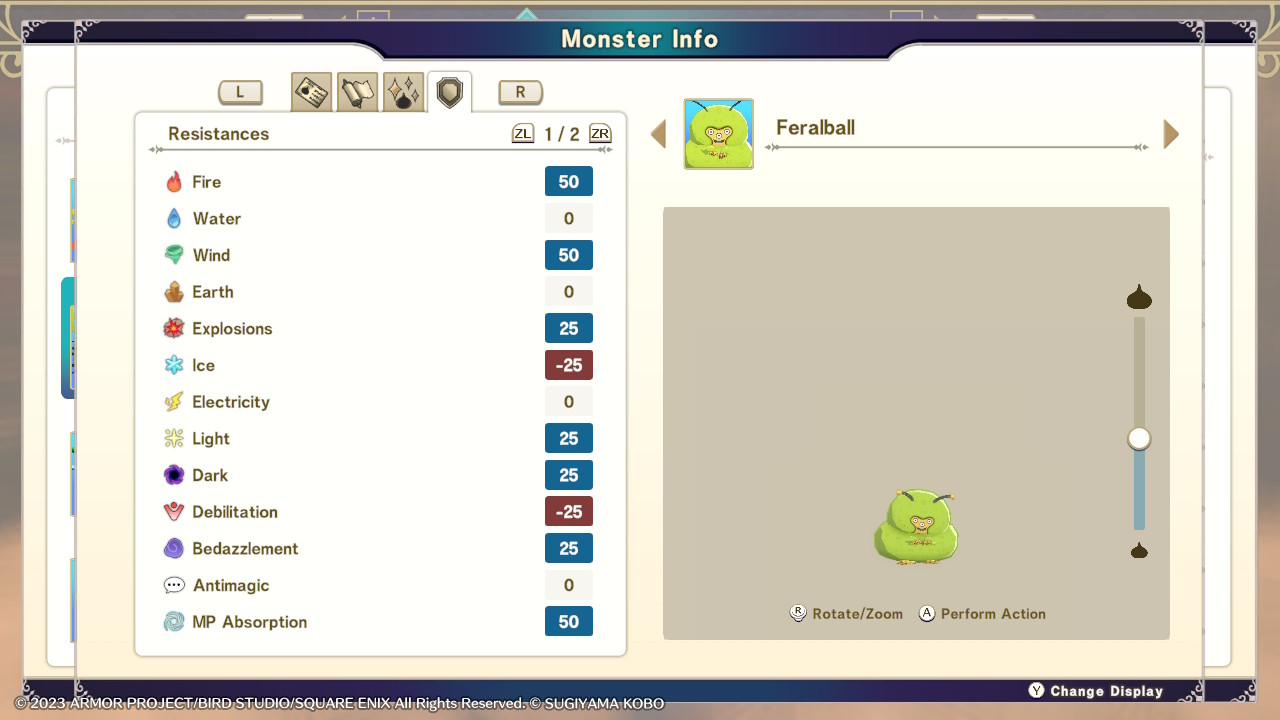 Monster Info
L
R
Resistances
ZL 1 / 2 ZR
Fire 50
Water 0
Wind 50
Earth 0
Explosions 25
Ice -25
Electricity 0
Light 25
Dark 25
Debilitation -25
Bedazzlement 25
Antimagic 0
MP Absorption 50
Feralball
R Rotate/Zoom A Perform Action
Y Change Display
© 2023 ARMOR PROJECT/BIRD STUDIO/SQUARE ENIX All Rights Reserved. © SUGIYAMA KOBO